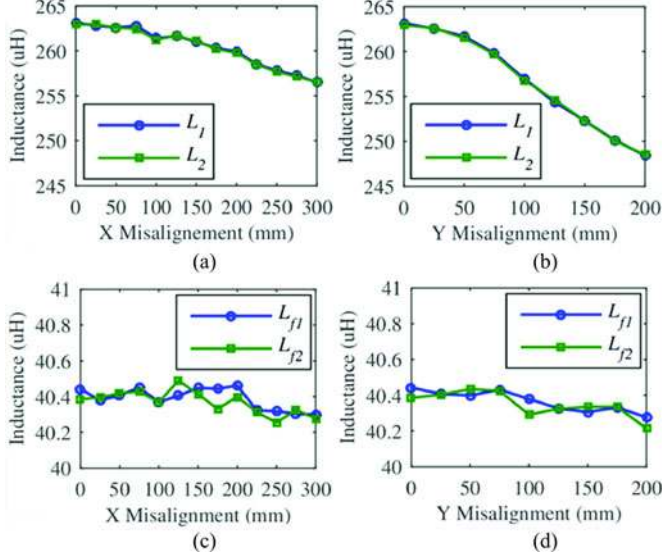 265
260
255
250
245
Inductance (uH)
L1
L2
0 50 100 150 200 250 300
X Misalignement (mm)
(a)
265
260
255
250
245
Inductance (uH)
L1
L2
0 50 100 150 200
Y Misalignment (mm)
(b)
41
40.8
40.6
40.4
40.2
40
Inductance (uH)
Lf1
Lf2
0 50 100 150 200 250 300
X Misalignment (mm)
(c)
41
40.8
40.6
40.4
40.2
40
Inductance (uH)
Lf1
Lf2
0 50 100 150 200
Y Misalignment (mm)
(d)